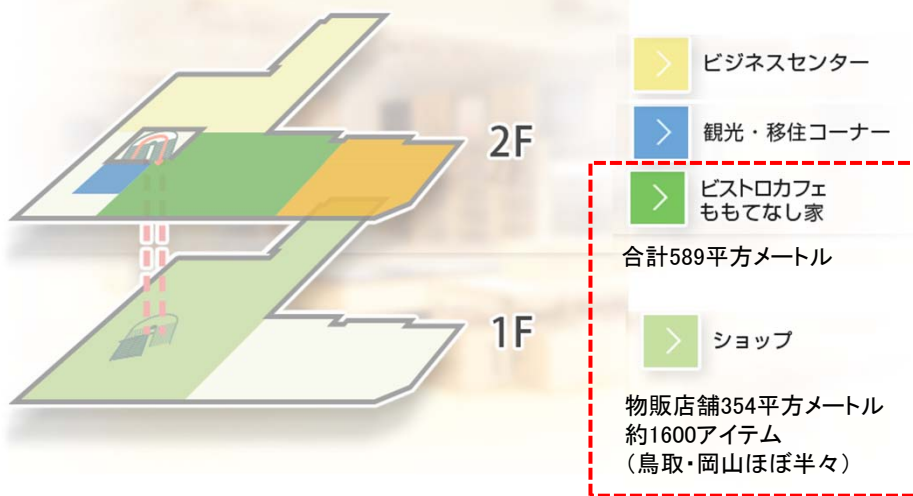 2F
1F
ビジネスセンター
観光・移住コーナー
ビストロカフェ
ももてなし家
合計589平方メートル
ショップ
物販店舗354平方メートル
約1600アイテム
（鳥取・岡山ほぼ半々）